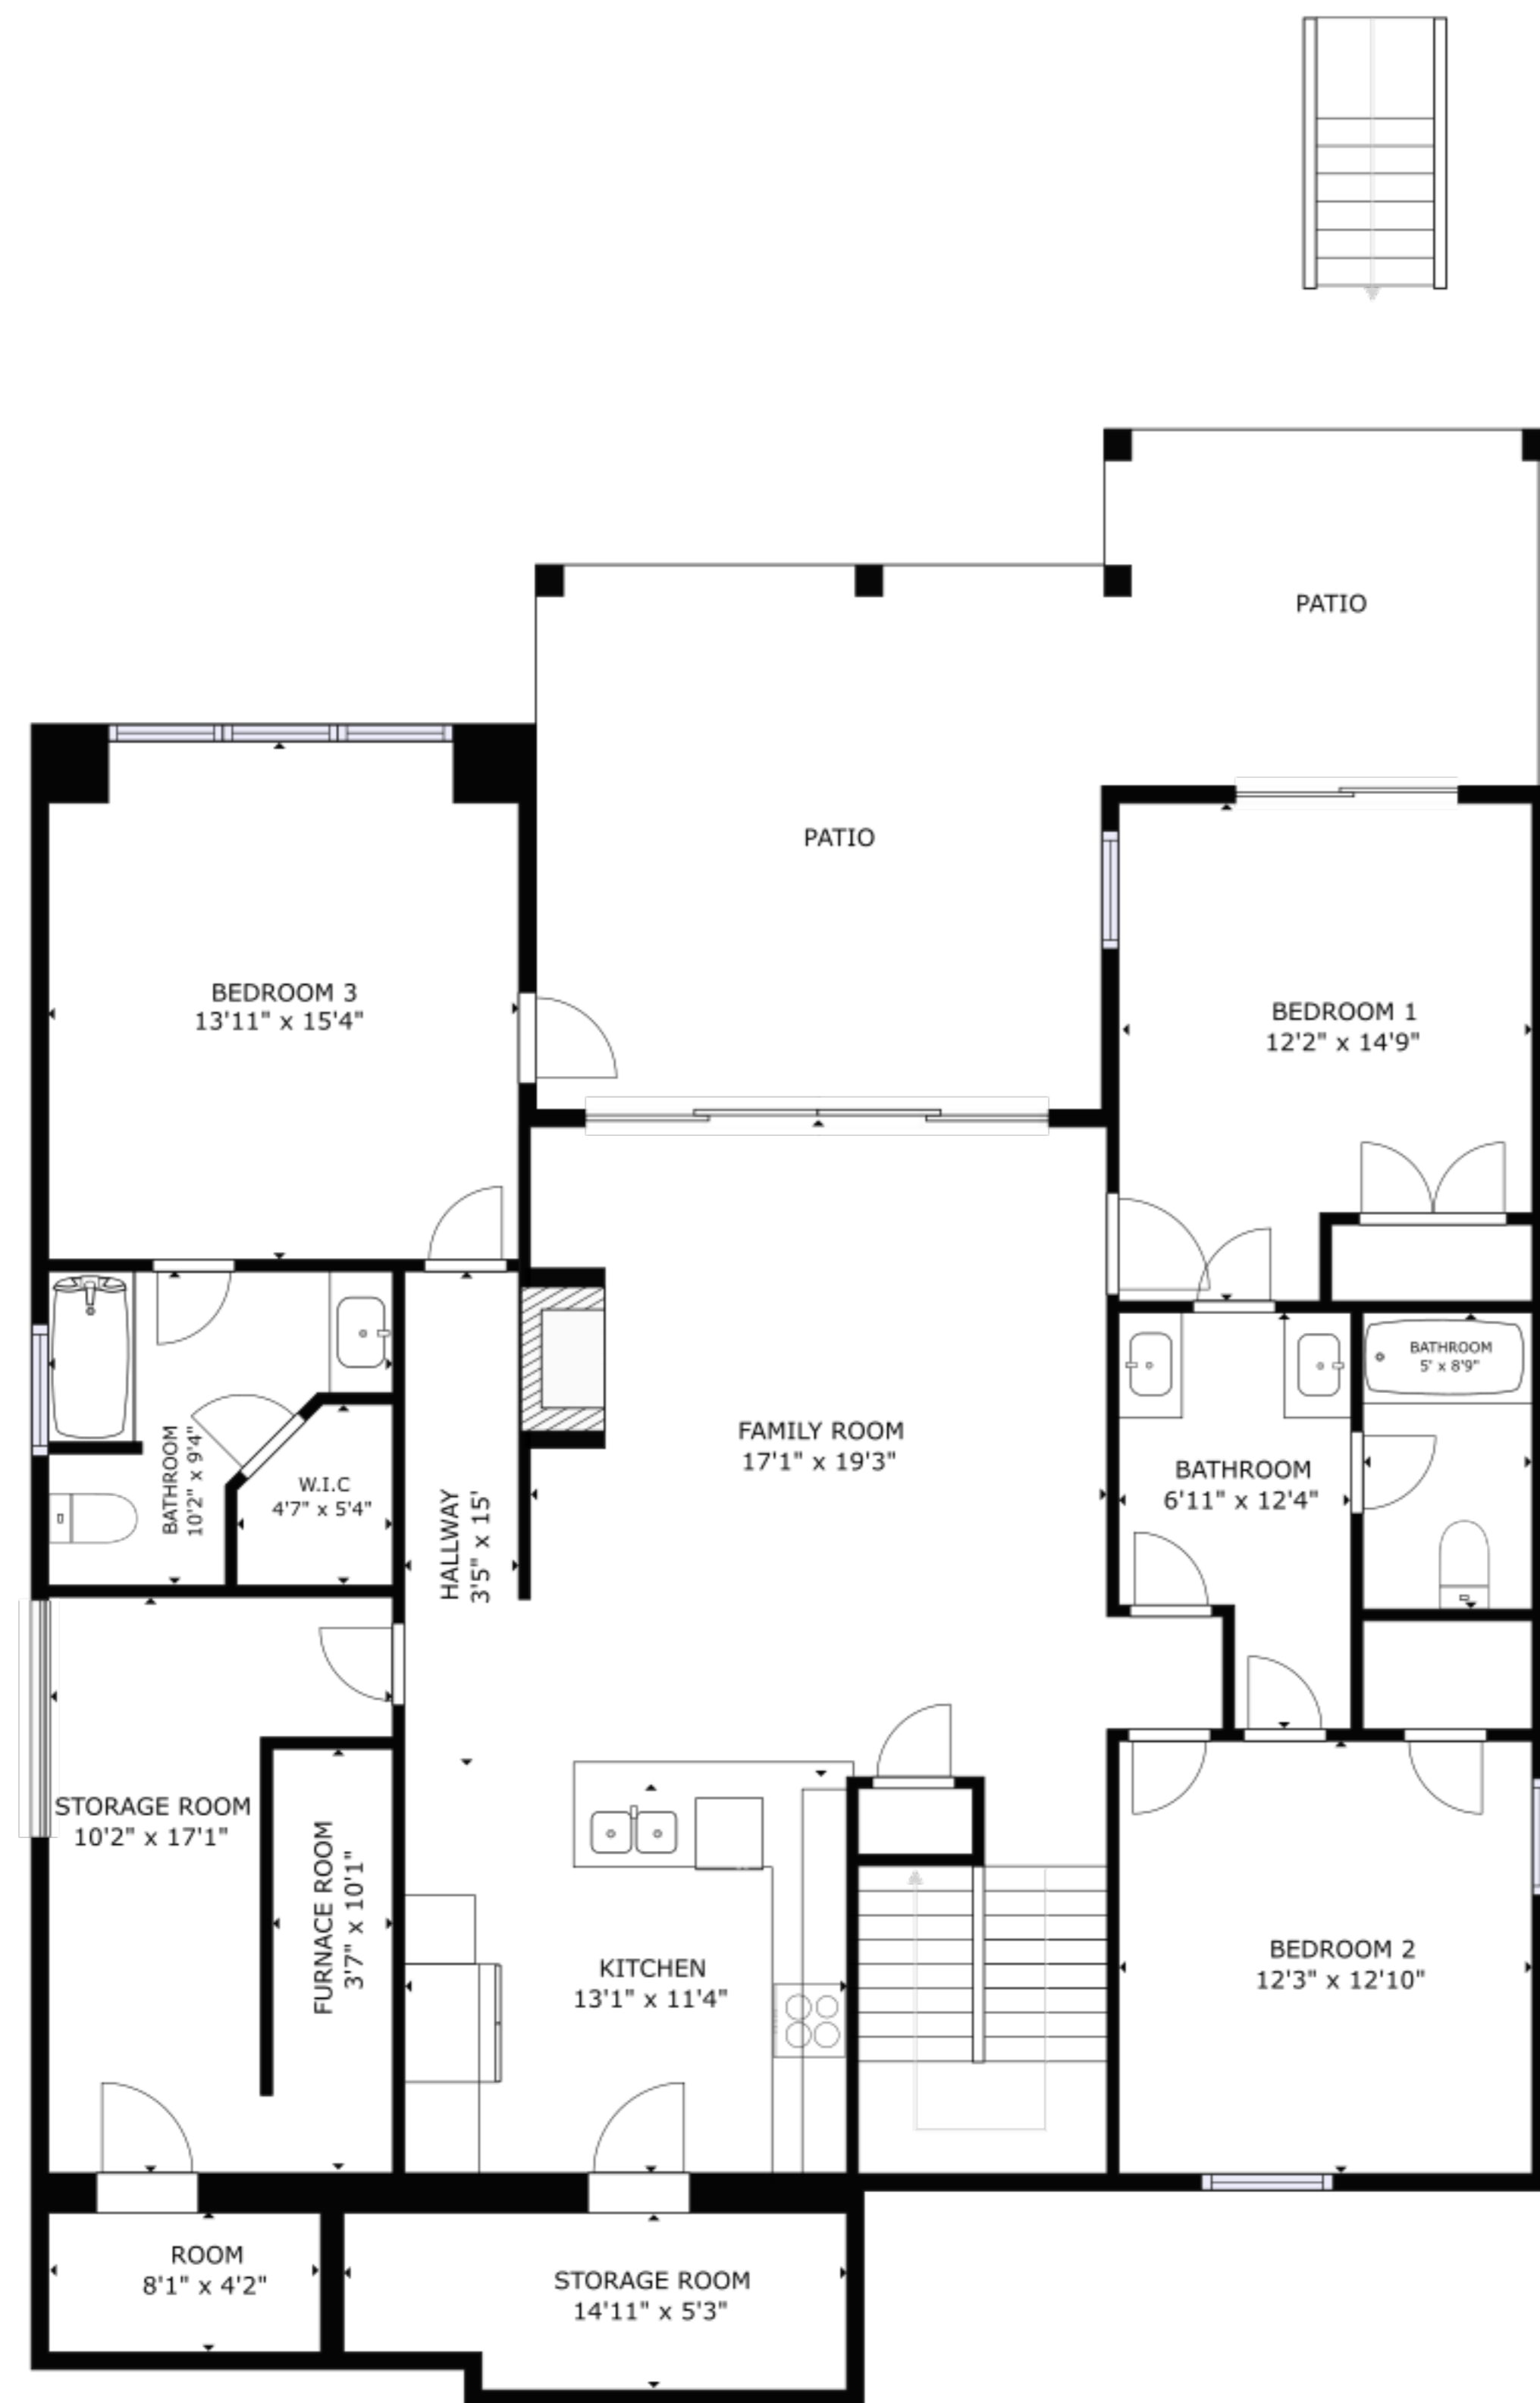 PATIO
PATIO
BEDROOM 3
13'11" x 15'4"
BEDROOM 1
12'2" x 14'9"
BATHROOM
5' x 8'9"
FAMILY ROOM
17'1" x 19'3"
BATHROOM
10'2" x 9'4"
W.I.C
4'7" x 5'4"
HALLWAY
3'5" x 15'
BATHROOM
6'11" x 12'4"
STORAGE ROOM
10'2" x 17'1"
FURNACE ROOM
3'7" x 10'1"
KITCHEN
13'1" x 11'4"
BEDROOM 2
12'3" x 12'10"
ROOM
8'1" x 4'2"
STORAGE ROOM
14'11" x 5'3"